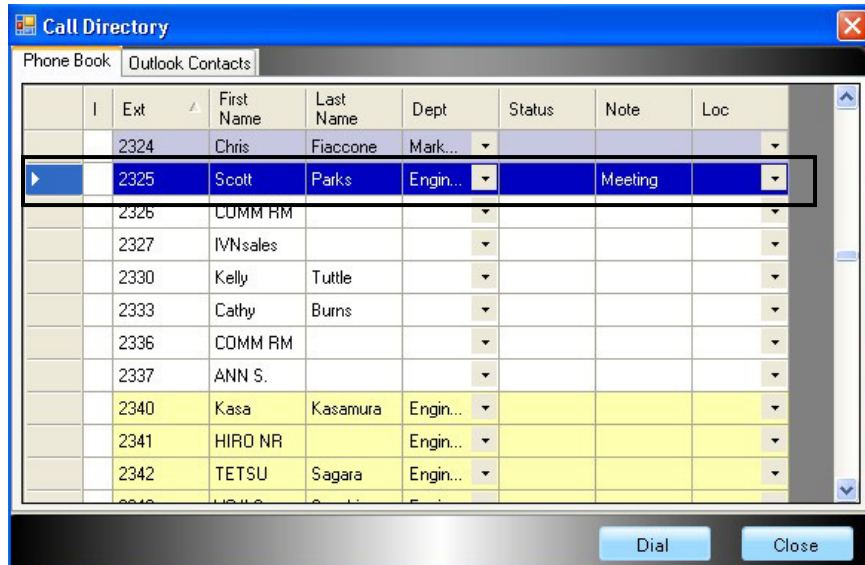 Call Directory
Phone Book Outlook Contacts
I Ext First Name Last Name Dept Status Note Loc
2324 Chris Fiaccone Mark...
2325 Scott Parks Engin... Meeting
2326 COMM RM
2327 IVNsales
2330 Kelly Tuttle
2333 Cathy Burns
2336 COMM RM
2337 ANN S.
2340 Kasa Kasamura Engin...
2341 HIRO NR Engin...
2342 TETSU Sagara Engin...
Dial Close